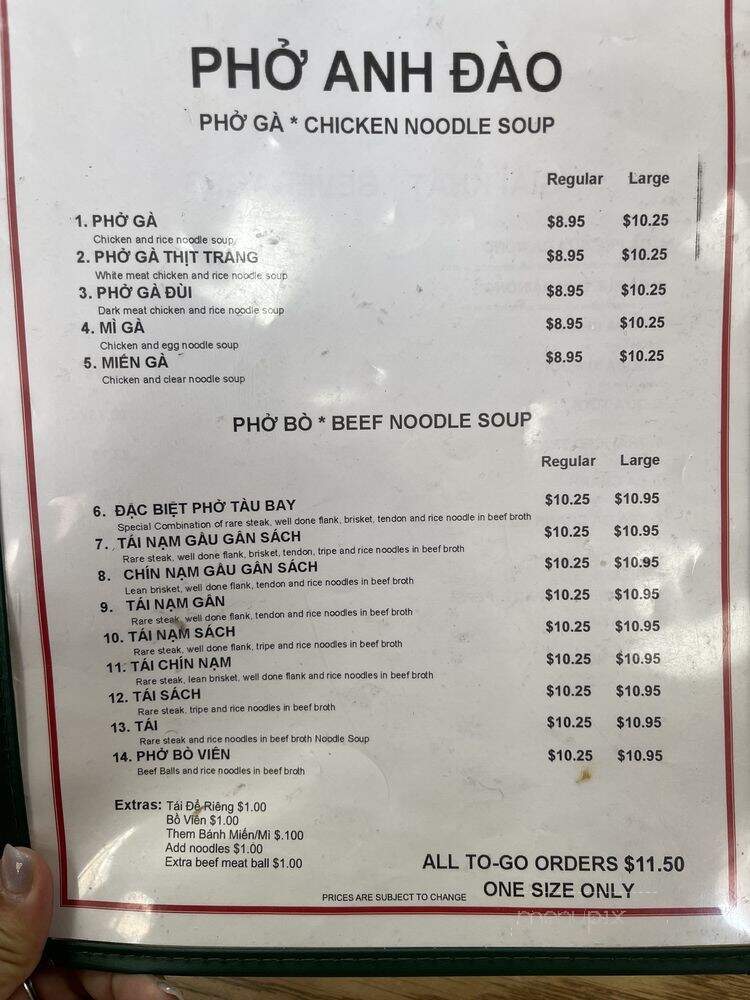 PHỞ ANH ĐÀO
PHỞ GÀ * CHICKEN NOODLE SOUP
Regular Large
1. PHỞ GÀ $8.95 $10.25
Chicken and rice noodle soup
2. PHỞ GÀ THỊT TRANG $8.95 $10.25
White meat chicken and rice noodle soup
3. PHỞ GÀ ĐÙI $8.95 $10.25
Dark meat chicken and rice noodle soup
4. MÌ GÀ $8.95 $10.25
Chicken and egg noodle soup
5. MIẾN GÀ $8.95 $10.25
Chicken and clear noodle soup
PHỞ BÒ * BEEF NOODLE SOUP
Regular Large
6. ĐẶC BIỆT PHỞ TÀU BAY $10.25 $10.95
Special Combination of rare steak, well done flank, brisket, tendon and rice noodle in beef broth
7. TÁI NẠM GẦU GÂN SÁCH $10.25 $10.95
Rare steak, well done flank, brisket, tendon, tripe and rice noodles in beef broth
8. CHÍN NẠM GẦU GÂN SÁCH $10.25 $10.95
Lean brisket, well done flank, tendon and rice noodles in beef broth
9. TÁI NẠM GÂN $10.25 $10.95
Rare steak, well done flank, tendon and rice noodles in beef broth
10. TÁI NẠM SÁCH $10.25 $10.95
Rare steak, well done flank, tripe and rice noodles in beef broth
11. TÁI CHÍN NẠM $10.25 $10.95
Rare steak, lean brisket, well done flank and rice noodles in beef broth
12. TÁI SÁCH $10.25 $10.95
Rare steak, tripe and rice noodles in beef broth
13. TÁI $10.25 $10.95
Rare steak and rice noodles in beef broth Noodle Soup
14. PHỞ BÒ VIÊN $10.25 $10.95
Beef Balls and rice noodles in beef broth
Extras: Tái Để Riêng $1.00
Bồ Viên $1.00
Them Bánh Miến/Mì $.100
Add noodles $1.00
Extra beef meat ball $1.00
ALL TO-GO ORDERS $11.50
ONE SIZE ONLY
PRICES ARE SUBJECT TO CHANGE
menupix